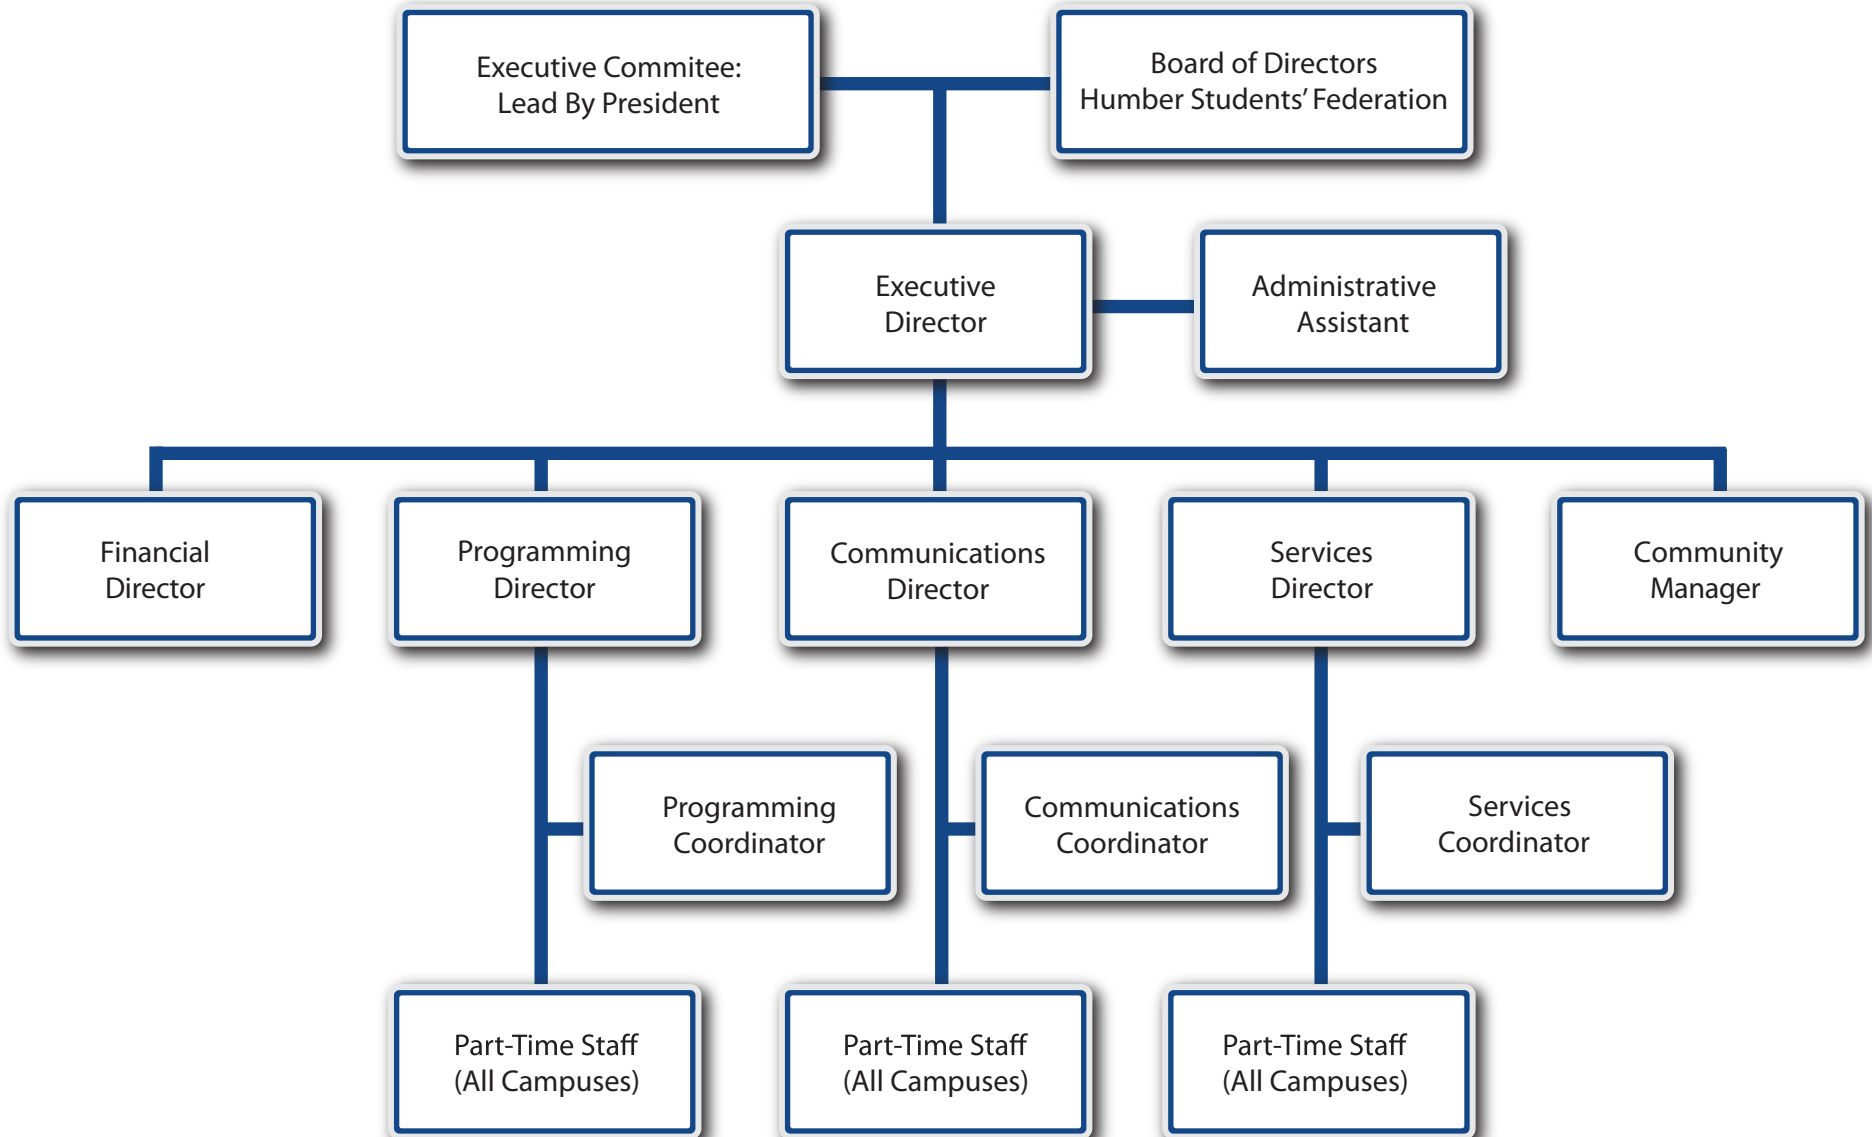 Executive Commitee:
Lead By President
Board of Directors
Humber Students' Federation
Executive
Director
Administrative
Assistant
Financial
Director
Programming
Director
Communications
Director
Services
Director
Community
Manager
Programming
Coordinator
Communications
Coordinator
Services
Coordinator
Part-Time Staff
(All Campuses)
Part-Time Staff
(All Campuses)
Part-Time Staff
(All Campuses)